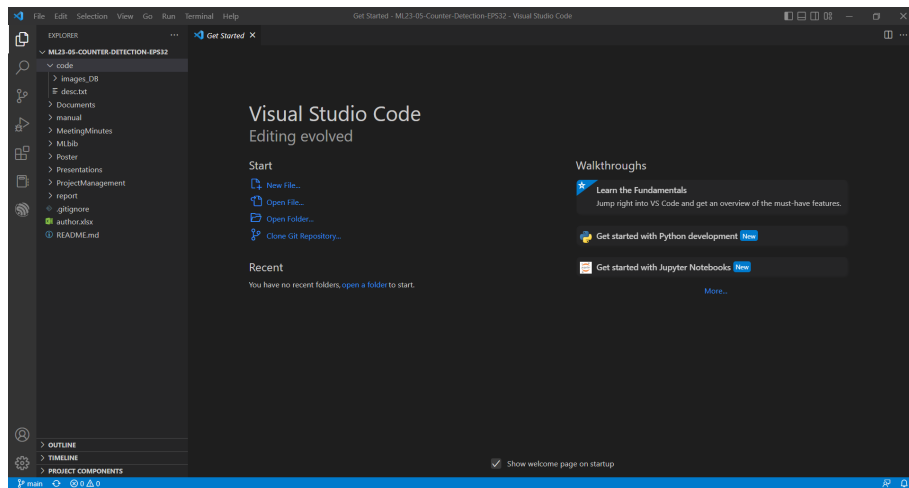 File Edit Selection View Go Run Terminal Help
Get Started - ML23-05-Counter-Detection-EPS32 - Visual Studio Code
EXPLORER
ML23-05-COUNTER-DETECTION-EPS32
code
images_DB
desc.txt
Documents
manual
MeetingMinutes
MLbib
Poster
Presentations
ProjectManagement
report
.gitignore
author.xlsx
README.md
OUTLINE
TIMELINE
PROJECT COMPONENTS
Get Started
Visual Studio Code
Editing evolved
Start
New File...
Open File...
Open Folder...
Clone Git Repository...
Recent
You have no recent folders, open a folder to start.
Walkthroughs
Learn the Fundamentals
Jump right into VS Code and get an overview of the must-have features.
Get started with Python development New
Get started with Jupyter Notebooks New
More...
Show welcome page on startup
main 0 0